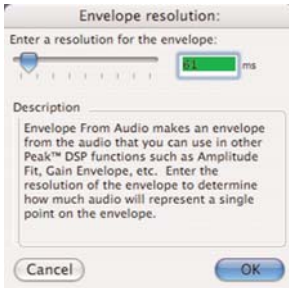 Envelope resolution:
Enter a resolution for the envelope:
61 ms
Description
Envelope From Audio makes an envelope
from the audio that you can use in other
Peak™ DSP functions such as Amplitude
Fit, Gain Envelope, etc. Enter the
resolution of the envelope to determine
how much audio will represent a single
point on the envelope.
Cancel OK